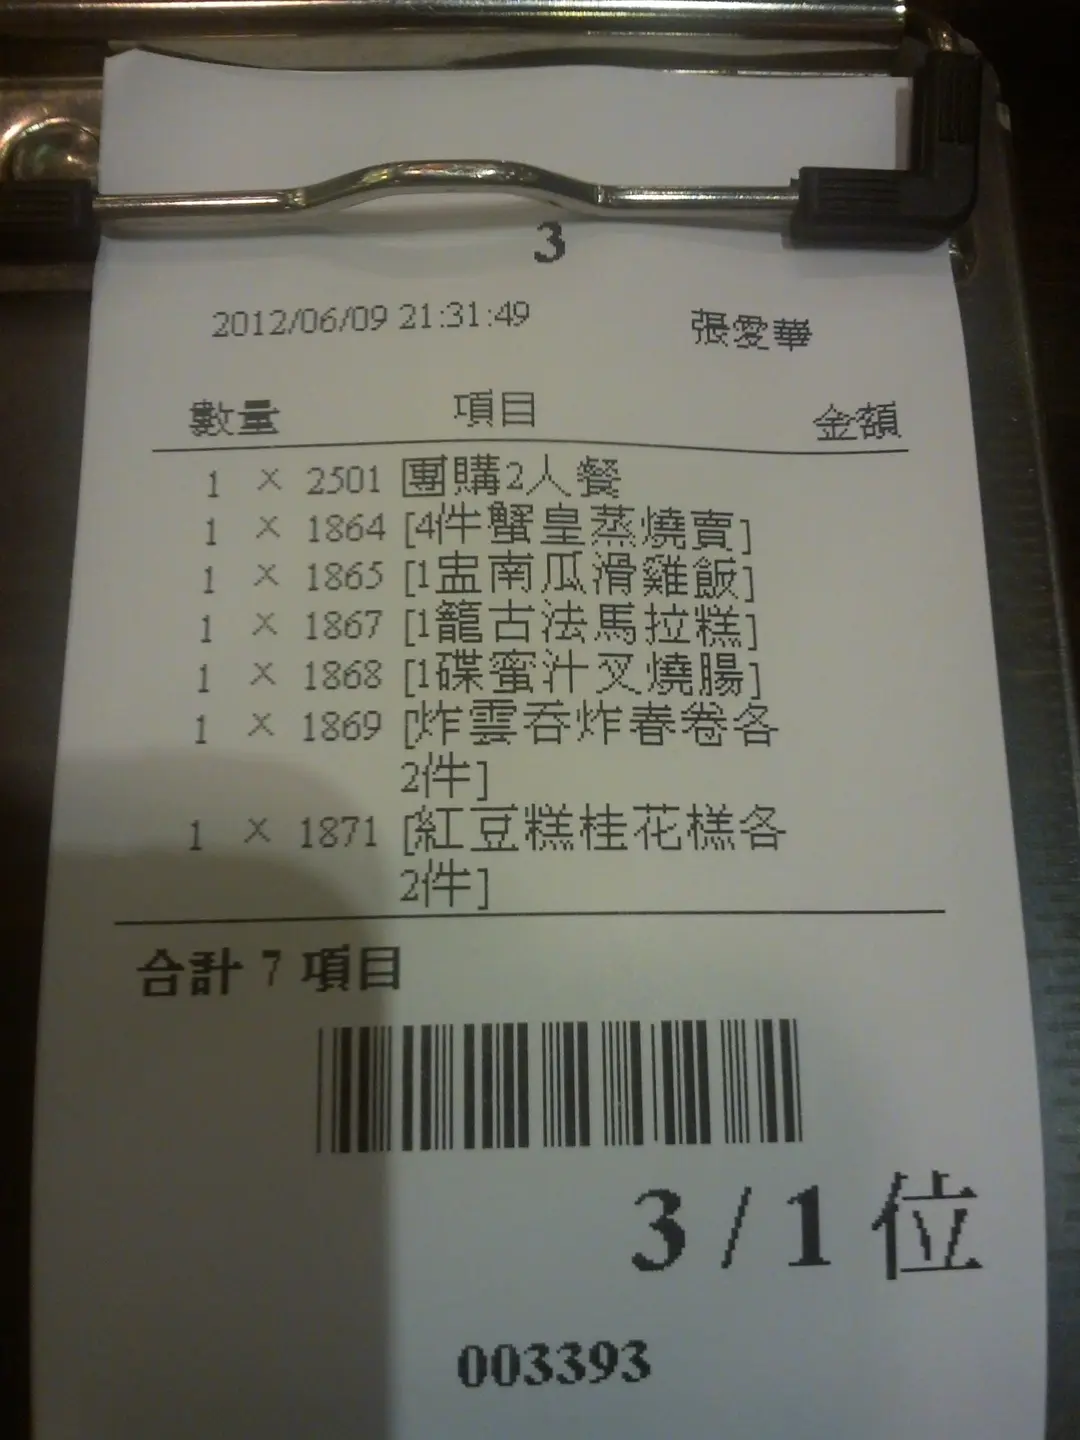 3
2012/06/09 21:31:49 張愛華
數量 項目 金額
1 × 2501 團購2人餐
1 × 1864 [4件蟹皇蒸燒賣]
1 × 1865 [1盅南瓜滑雞飯]
1 × 1867 [1籠古法馬拉糕]
1 × 1868 [1碟蜜汁叉燒腸]
1 × 1869 [炸雲吞炸春卷各
2件]
1 × 1871 [紅豆糕桂花榚各
2件]
合計 7 項目
3 / 1 位
003393